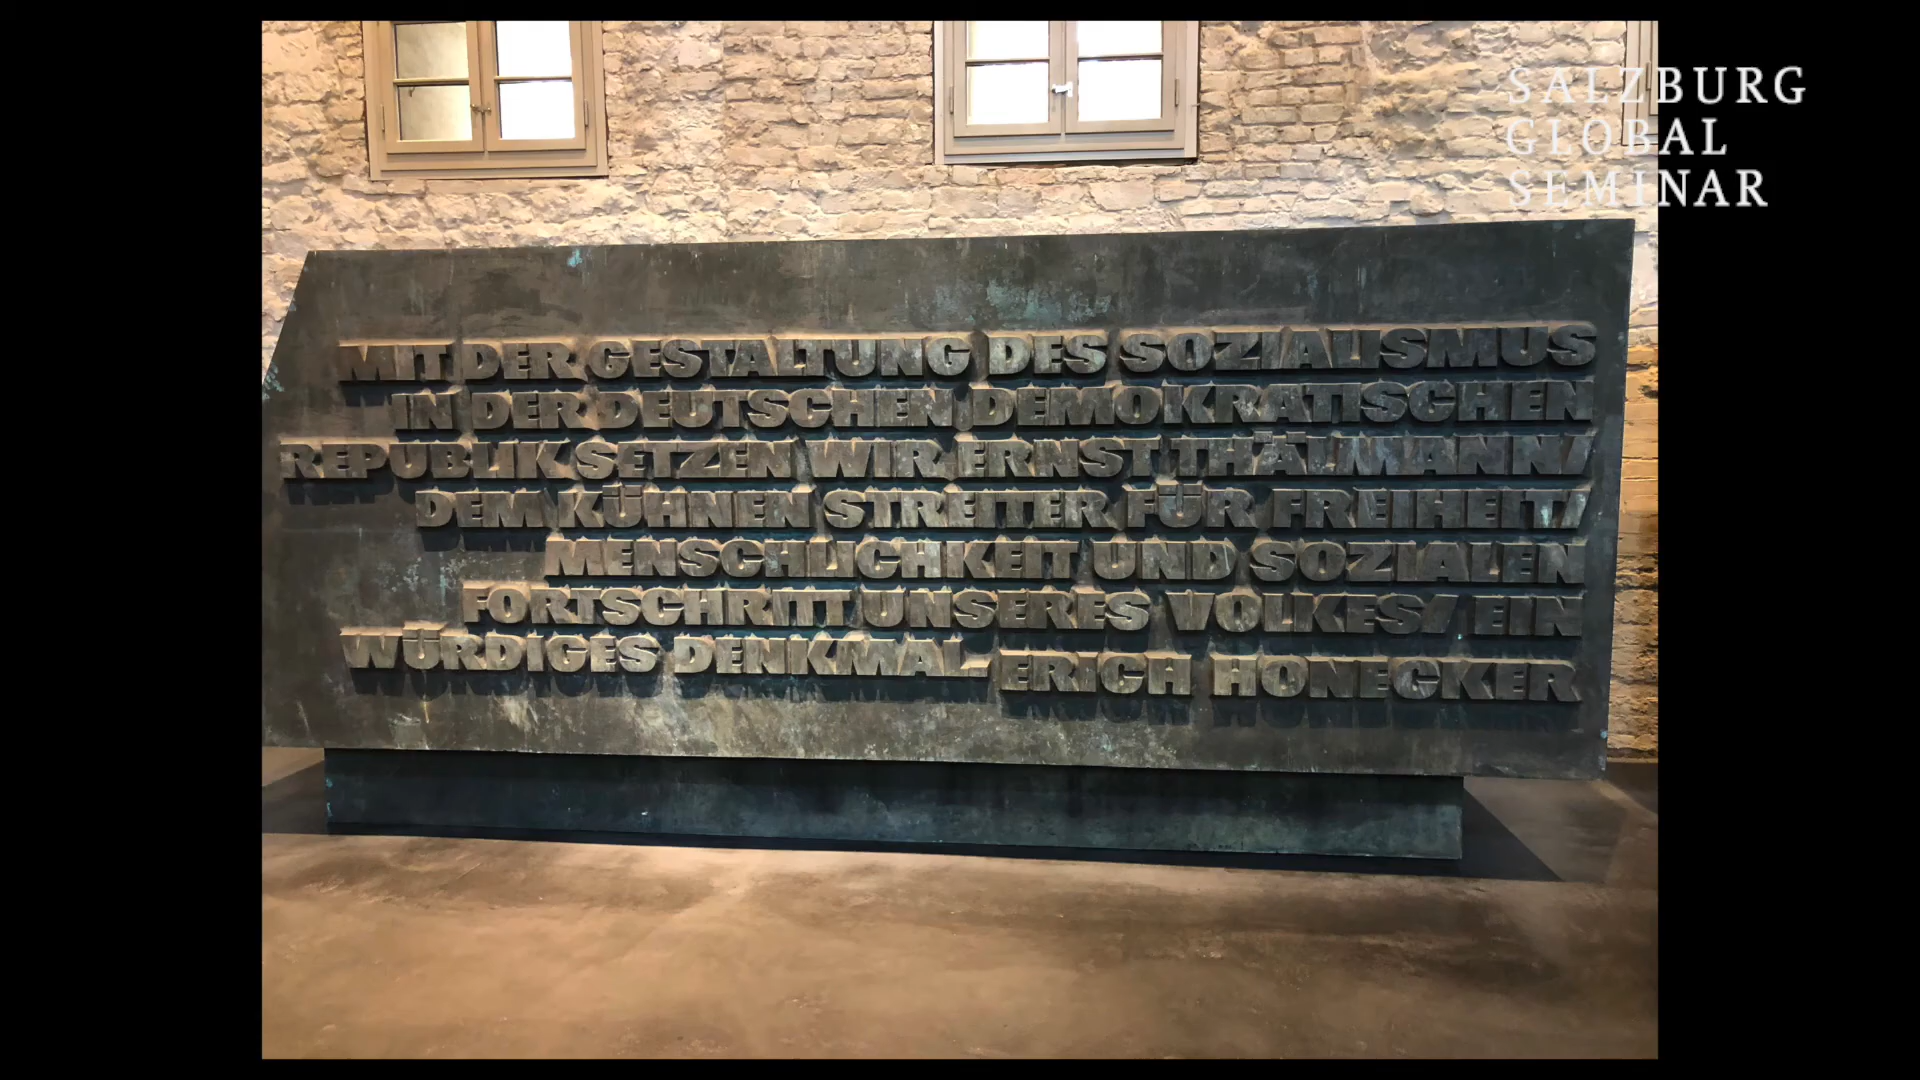 SALZBURG
GLOBAL
SEMINAR
MIT DER GESTALTUNG DES SOZIALISMUS
IN DER DEUTSCHEN DEMOKRATISCHEN
REPUBLIK SETZEN WIR ERNST THÄLMANN/
DEM KÜHNEN STREITER FÜR FREIHEIT/
MENSCHLICHKEIT UND SOZIALEN
FORTSCHRITT UNSERES VOLKES/ EIN
WÜRDIGES DENKMAL. ERICH HONECKER